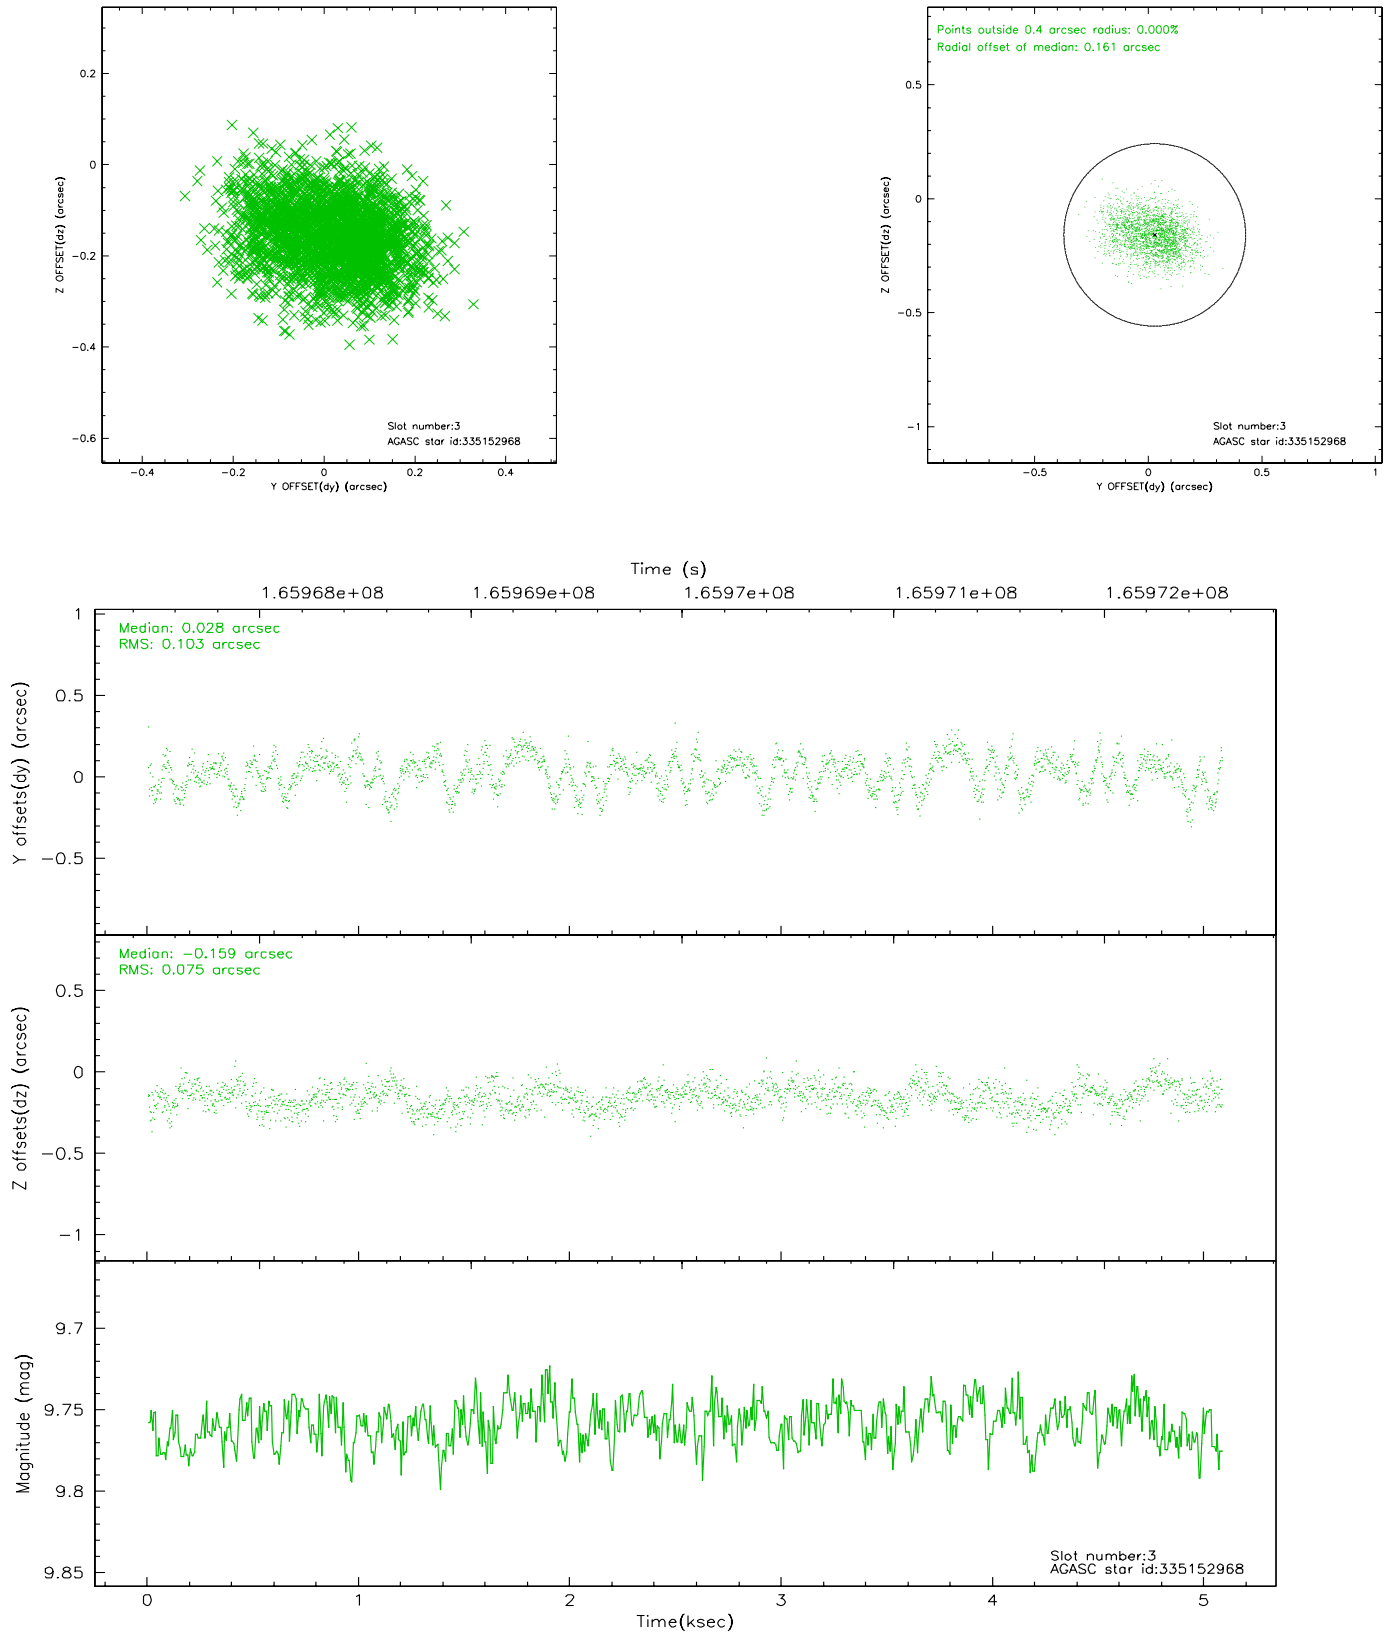 0.2
0
-0.2
-0.4
-0.6
Z OFFSET(dz) (arcsec)
-0.4
-0.2
0
0.2
0.4
Y OFFSET(dy) (arcsec)
Slot number:3
AGASC star id:335152968
Points outside 0.4 arcsec radius: 0.000%
Radial offset of median: 0.161 arcsec
0.5
0
-0.5
-1
Z OFFSET(dz) (arcsec)
-0.5
0
0.5
1
Y OFFSET(dy) (arcsec)
Slot number:3
AGASC star id:335152968
Time (s)
1.65968e+08
1.65969e+08
1.6597e+08
1.65971e+08
1.65972e+08
Median: 0.028 arcsec
RMS: 0.103 arcsec
1
0.5
0
-0.5
Y offsets(dy) (arcsec)
Median: -0.159 arcsec
RMS: 0.075 arcsec
0.5
0
-0.5
-1
Z offsets(dz) (arcsec)
9.7
9.75
9.8
9.85
Magnitude (mag)
Slot number:3
AGASC star id:335152968
0
1
2
3
4
5
Time(ksec)